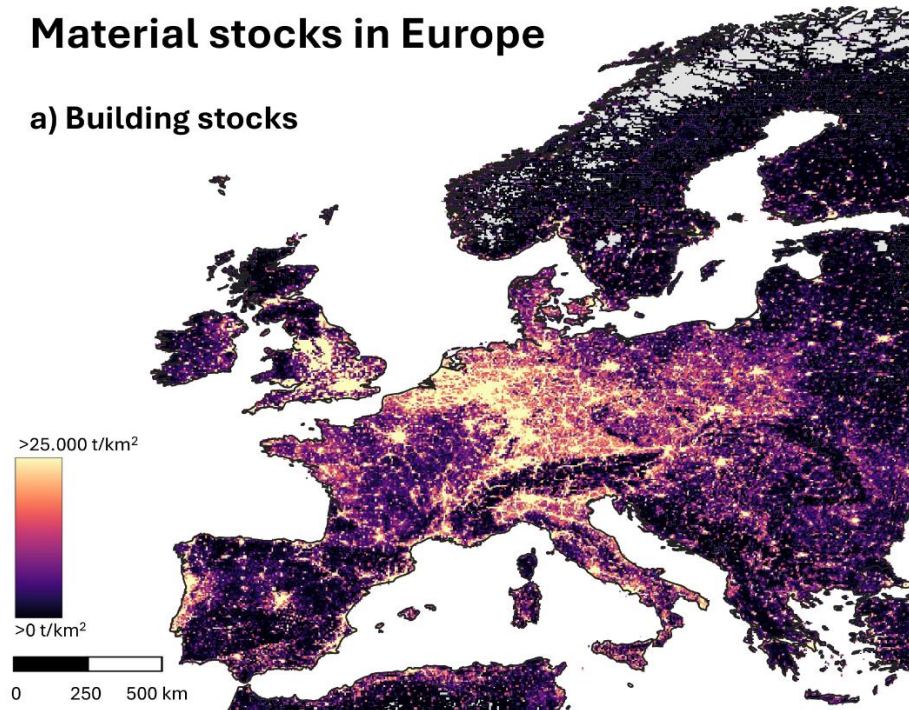 Material stocks in Europe
a) Building stocks
>25.000 t/km²
>0 t/km²
0 250 500 km